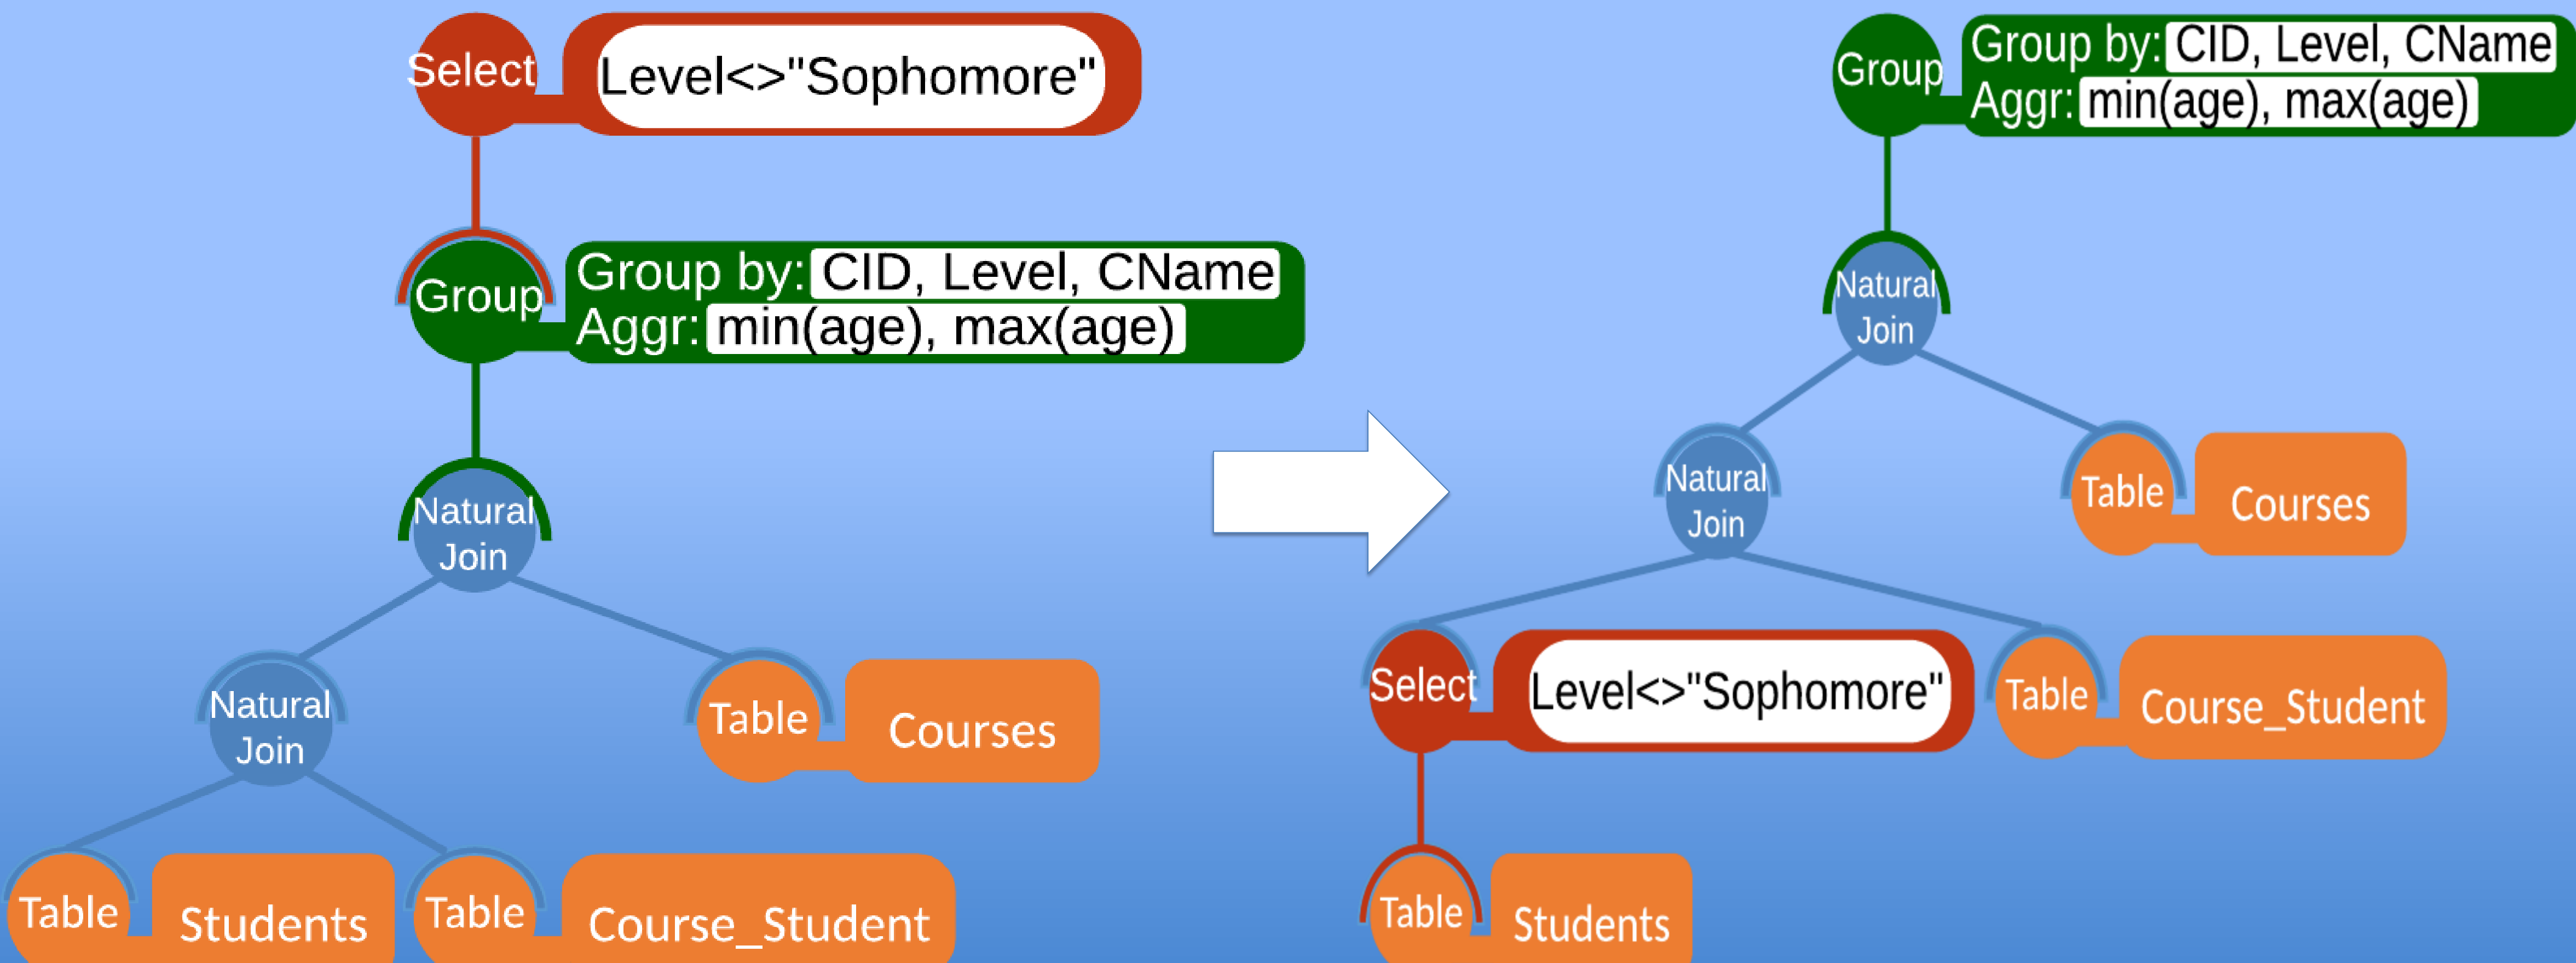 Select
Level<>"Sophomore"
Group
Group by: CID, Level, CName
Aggr: min(age), max(age)
Natural
Join
Natural
Join
Table
Courses
Table
Students
Table
Course_Student
Group
Group by: CID, Level, CName
Aggr: min(age), max(age)
Natural
Join
Natural
Join
Table
Courses
Select
Level<>"Sophomore"
Table
Course_Student
Table
Students